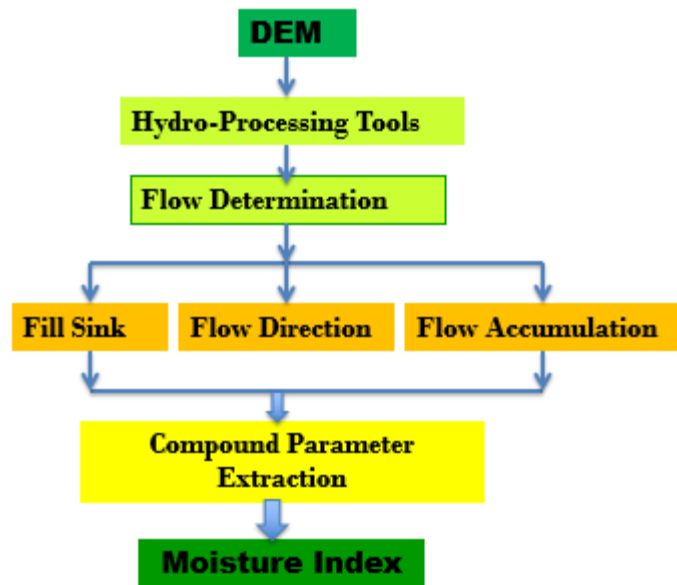 DEM
Hydro-Processing Tools
Flow Determination
Fill Sink
Flow Direction
Flow Accumulation
Compound Parameter
Extraction
Moisture Index